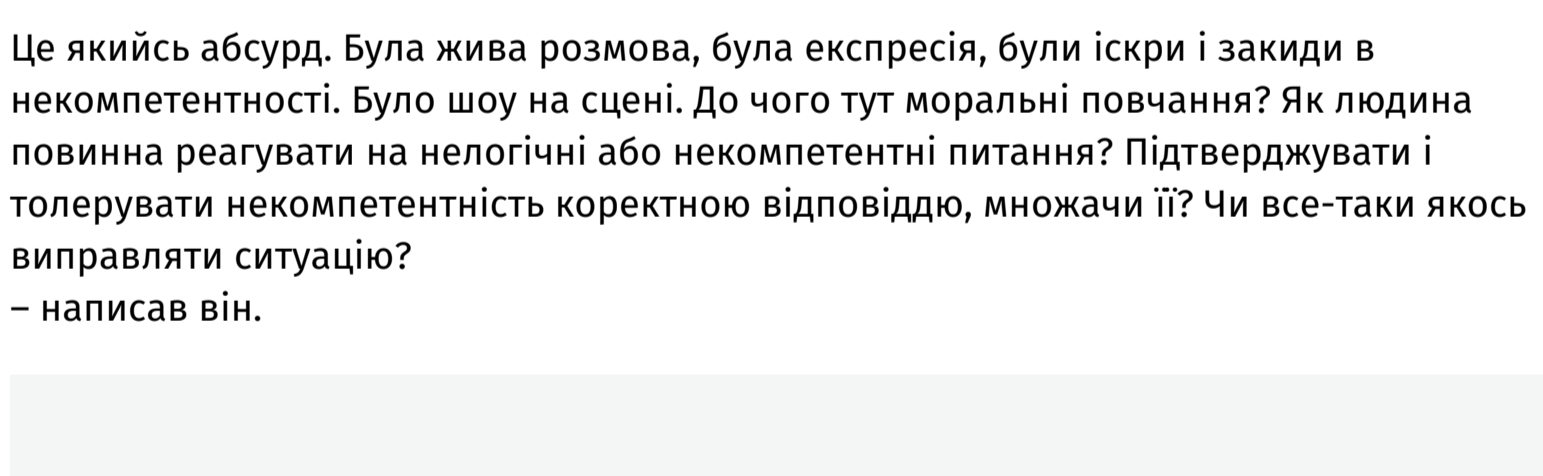 Це якийсь абсурд. Була жива розмова, була експресія, були іскри і закиди в
некомпетентності. Було шоу на сцені. До чого тут моральні повчання? Як людина
повинна реагувати на нелогічні або некомпетентні питання? Підтверджувати і
толерувати некомпетентність коректною відповіддю, множачи її? Чи все-таки якось
виправляти ситуацію?
– написав він.